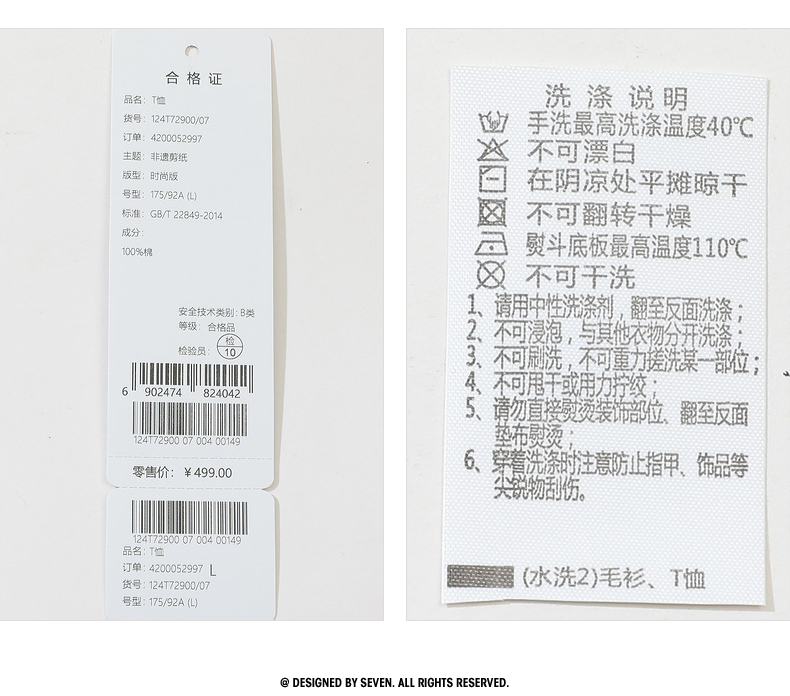 合格证
品名：T恤
货号：124T72900/07
订单：4200052997
主题：非遗剪纸
版型：时尚版
号型：175/92A (L)
标准：GB/T 22849-2014
成分：
100%棉
安全技术类别：B类
等级：合格品
检验员：检 10
6 902474 824042
124T72900 07 004 00149
零售价：￥499.00
124T72900 07 004 00149
品名：T恤
订单：4200052997 L
货号：124T72900/07
号型：175/92A (L)
洗涤说明
手洗最高洗涤温度40℃
不可漂白
在阴凉处平摊晾干
不可翻转干燥
熨斗底板最高温度110℃
不可干洗
1、请用中性洗涤剂，翻至反面洗涤；
2、不可浸泡，与其他衣物分开洗涤；
3、不可刷洗，不可重力搓洗某一部位；
4、不可甩干或用力拧绞；
5、请勿直接熨烫装饰部位、翻至反面
垫布熨烫；
6、穿着洗涤时注意防止指甲、饰品等
尖锐物刮伤。
(水洗2)毛衫、T恤
@ DESIGNED BY SEVEN. ALL RIGHTS RESERVED.